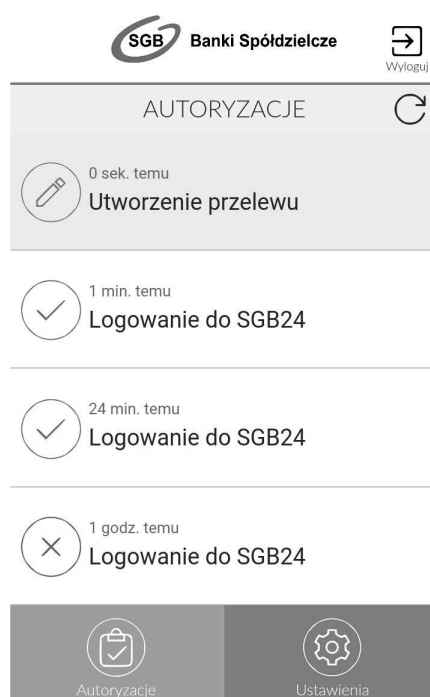 SGB Banki Spółdzielcze
Wyloguj
AUTORYZACJE
0 sek. temu
Utworzenie przelewu
1 min. temu
Logowanie do SGB24
24 min. temu
Logowanie do SGB24
1 godz. temu
Logowanie do SGB24
Autoryzacje
Ustawienia